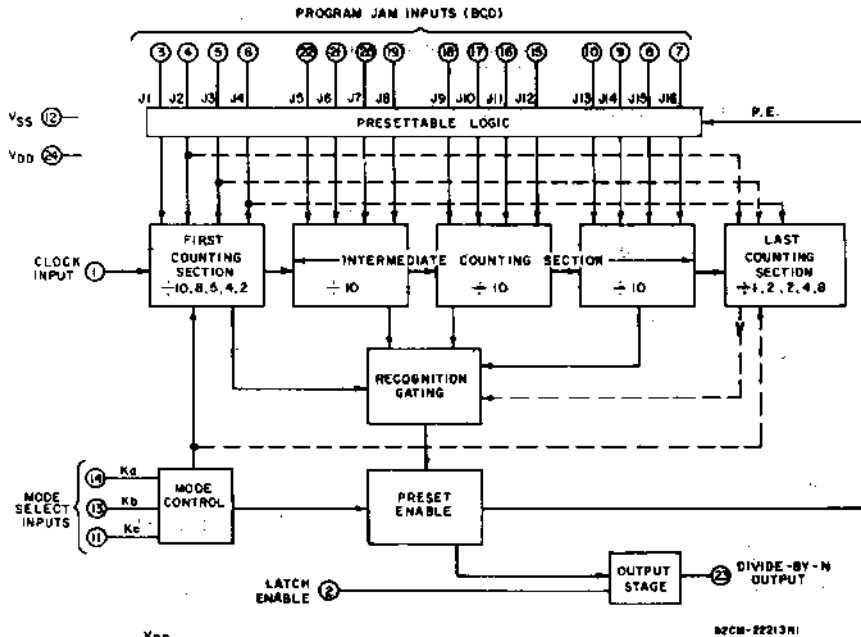 PROGRAM JAM INPUTS (BCD)
3 4 5 6 22 21 20 19 18 17 16 15 10 9 8 7
J1 J2 J3 J4 J5 J6 J7 J8 J9 J10 J11 J12 J13 J14 J15 J16
VSS 12
PRESETTABLE LOGIC
P.E.
VDD 24
CLOCK
INPUT 1
FIRST
COUNTING
SECTION
÷10,8,5,4,2
INTERMEDIATE COUNTING SECTION
÷ 10
÷ 10
÷ 10
LAST
COUNTING
SECTION
÷1,2,2,4,8
RECOGNITION
GATING
MODE
SELECT
INPUTS
14 Ka
13 Kb
11 Kc
MODE
CONTROL
PRESET
ENABLE
LATCH
ENABLE 2
OUTPUT
STAGE
23 DIVIDE-BY-N
OUTPUT
VDD
92CM-22213R1